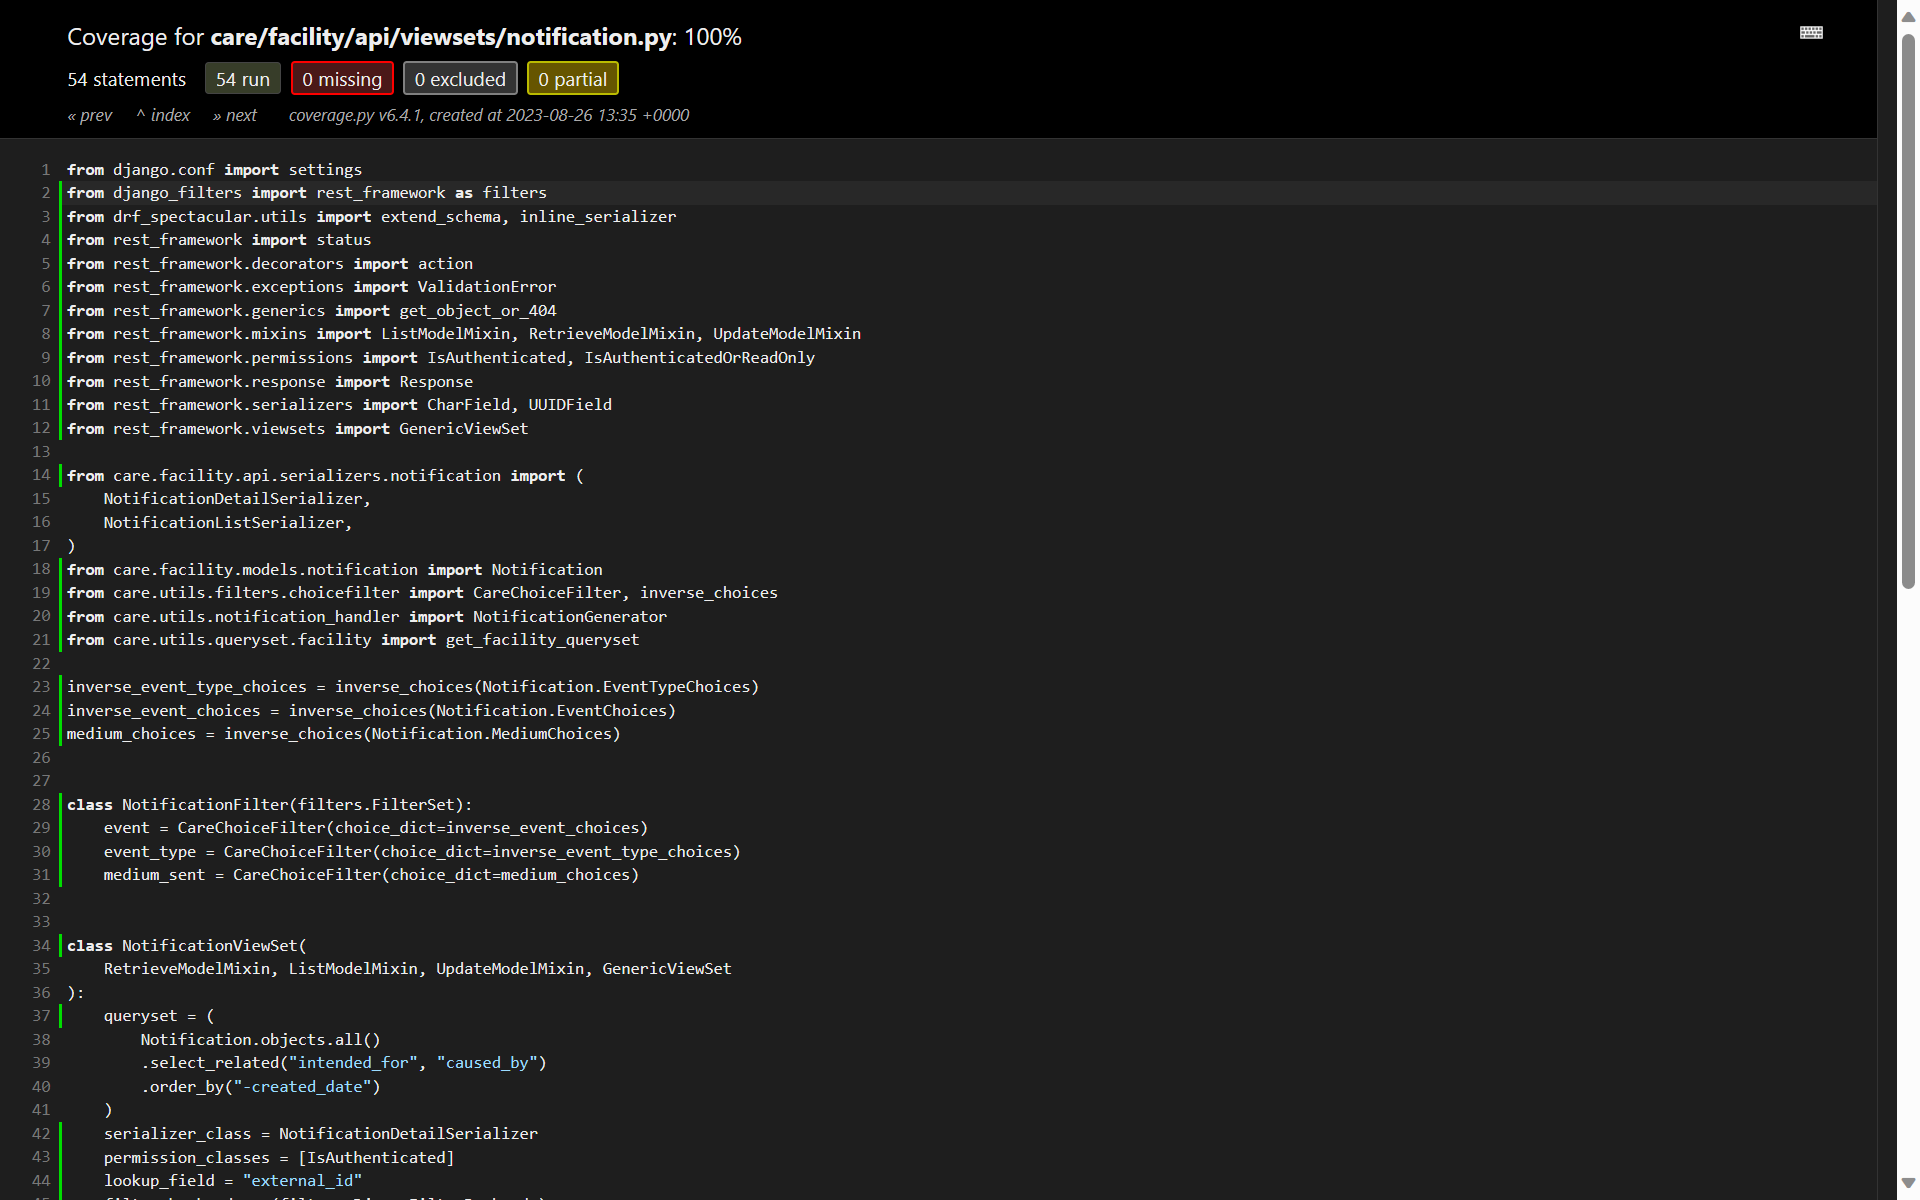 Coverage for care/facility/api/viewsets/notification.py: 100%
54 statements 54 run 0 missing 0 excluded 0 partial
« prev ^ index » next coverage.py v6.4.1, created at 2023-08-26 13:35 +0000
1 from django.conf import settings
2 from django_filters import rest_framework as filters
3 from drf_spectacular.utils import extend_schema, inline_serializer
4 from rest_framework import status
5 from rest_framework.decorators import action
6 from rest_framework.exceptions import ValidationError
7 from rest_framework.generics import get_object_or_404
8 from rest_framework.mixins import ListModelMixin, RetrieveModelMixin, UpdateModelMixin
9 from rest_framework.permissions import IsAuthenticated, IsAuthenticatedOrReadOnly
10 from rest_framework.response import Response
11 from rest_framework.serializers import CharField, UUIDField
12 from rest_framework.viewsets import GenericViewSet
13
14 from care.facility.api.serializers.notification import (
15     NotificationDetailSerializer,
16     NotificationListSerializer,
17 )
18 from care.facility.models.notification import Notification
19 from care.utils.filters.choicefilter import CareChoiceFilter, inverse_choices
20 from care.utils.notification_handler import NotificationGenerator
21 from care.utils.queryset.facility import get_facility_queryset
22
23 inverse_event_type_choices = inverse_choices(Notification.EventTypeChoices)
24 inverse_event_choices = inverse_choices(Notification.EventChoices)
25 medium_choices = inverse_choices(Notification.MediumChoices)
26
27
28 class NotificationFilter(filters.FilterSet):
29     event = CareChoiceFilter(choice_dict=inverse_event_choices)
30     event_type = CareChoiceFilter(choice_dict=inverse_event_type_choices)
31     medium_sent = CareChoiceFilter(choice_dict=medium_choices)
32
33
34 class NotificationViewSet(
35     RetrieveModelMixin, ListModelMixin, UpdateModelMixin, GenericViewSet
36 ):
37     queryset = (
38         Notification.objects.all()
39         .select_related("intended_for", "caused_by")
40         .order_by("-created_date")
41     )
42     serializer_class = NotificationDetailSerializer
43     permission_classes = [IsAuthenticated]
44     lookup_field = "external_id"